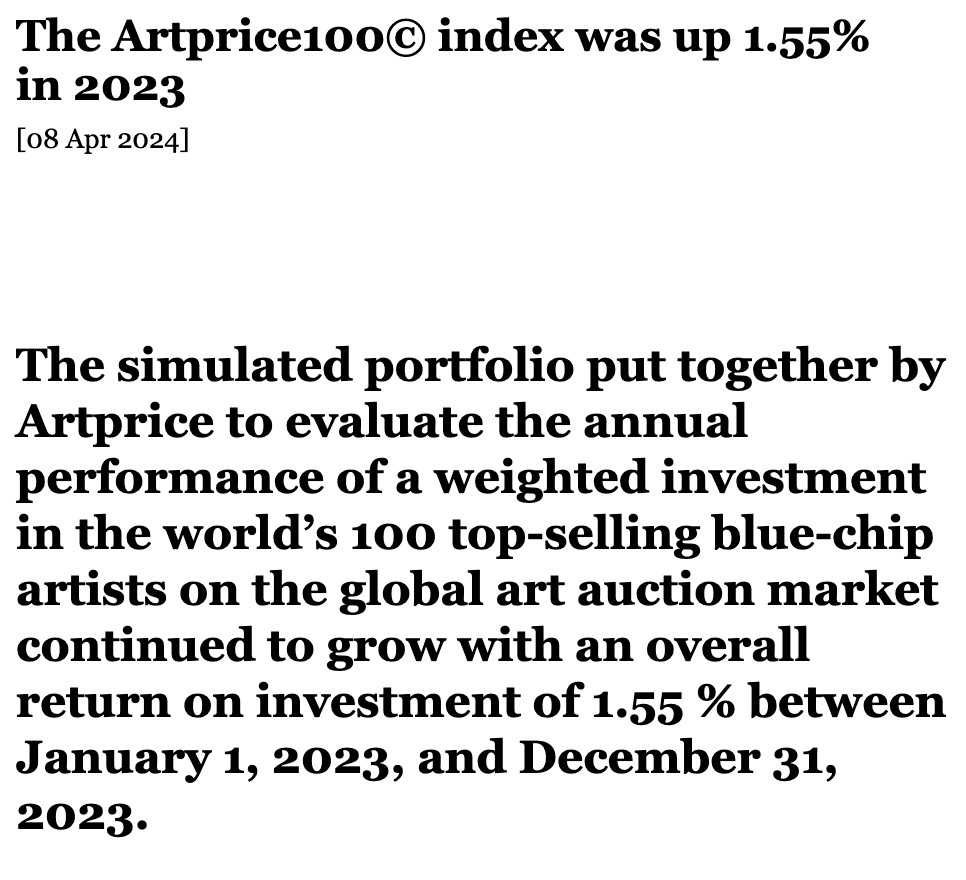 The Artprice100© index was up 1.55%
in 2023
[08 Apr 2024]
The simulated portfolio put together by
Artprice to evaluate the annual
performance of a weighted investment
in the world’s 100 top-selling blue-chip
artists on the global art auction market
continued to grow with an overall
return on investment of 1.55 % between
January 1, 2023, and December 31,
2023.